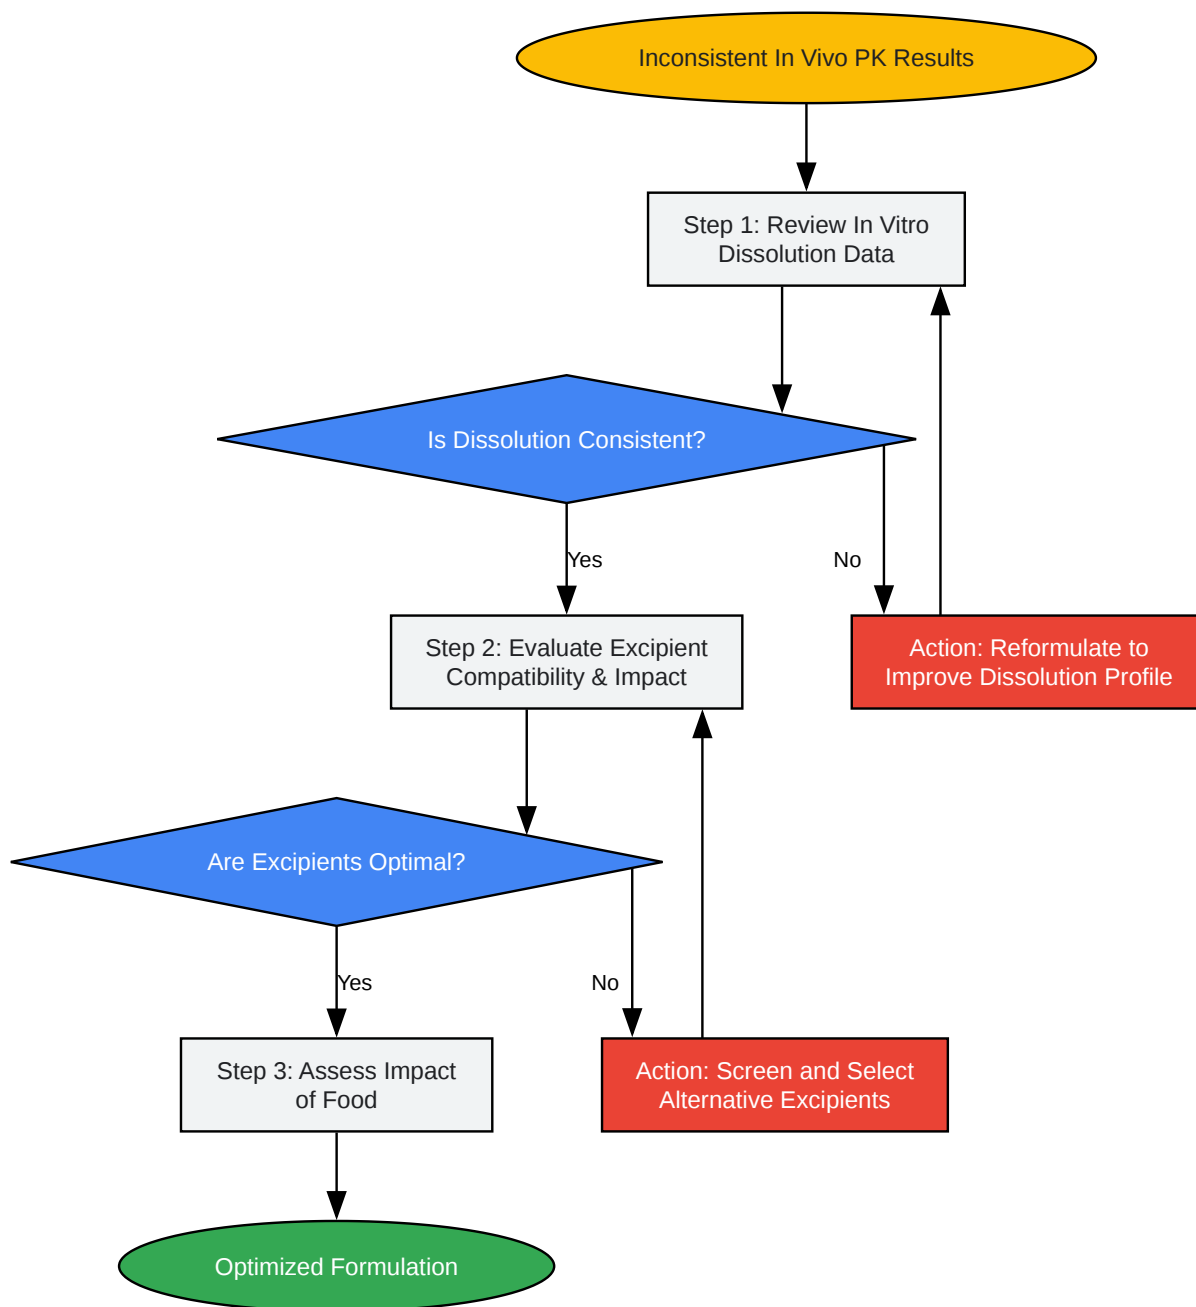 Inconsistent In Vivo PK Results
Step 1: Review In Vitro
Dissolution Data
Is Dissolution Consistent?
Yes
No
Step 2: Evaluate Excipient
Compatibility & Impact
Action: Reformulate to
Improve Dissolution Profile
Are Excipients Optimal?
Yes
No
Step 3: Assess Impact
of Food
Action: Screen and Select
Alternative Excipients
Optimized Formulation